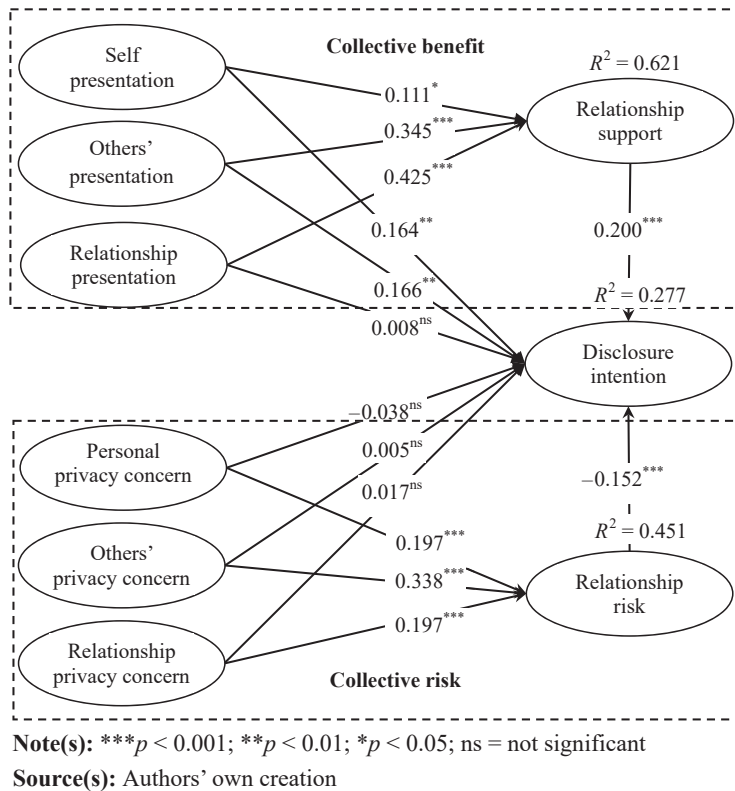 Collective benefit
Self
presentation
Others’
presentation
Relationship
presentation
R² = 0.621
Relationship
support
0.111*
0.345***
0.425***
0.164**
0.166**
0.008ns
0.200***
R² = 0.277
Disclosure
intention
–0.038ns
0.005ns
0.017ns
Personal
privacy concern
Others’
privacy concern
Relationship
privacy concern
0.197***
0.338***
0.197***
–0.152***
R² = 0.451
Relationship
risk
Collective risk
Note(s): ***p < 0.001; **p < 0.01; *p < 0.05; ns = not significant
Source(s): Authors’ own creation